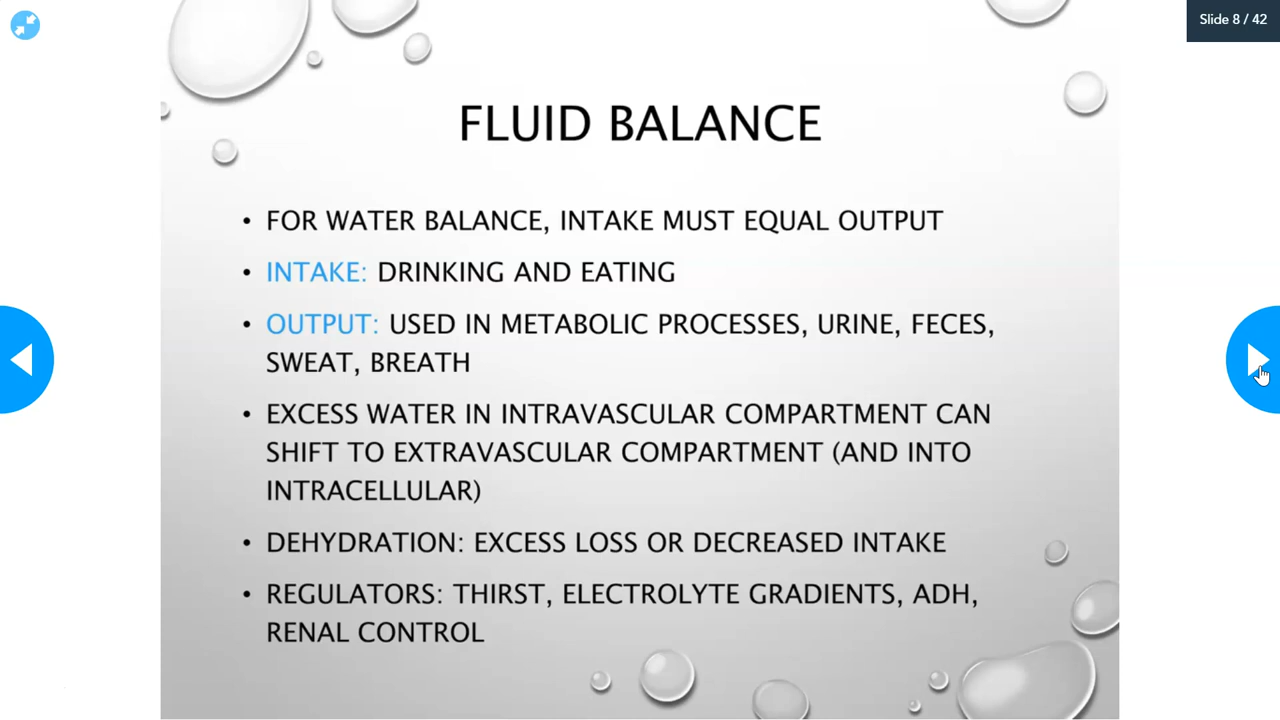 Slide 8 / 42
FLUID BALANCE
• FOR WATER BALANCE, INTAKE MUST EQUAL OUTPUT
• INTAKE: DRINKING AND EATING
• OUTPUT: USED IN METABOLIC PROCESSES, URINE, FECES,
SWEAT, BREATH
• EXCESS WATER IN INTRAVASCULAR COMPARTMENT CAN
SHIFT TO EXTRAVASCULAR COMPARTMENT (AND INTO
INTRACELLULAR)
• DEHYDRATION: EXCESS LOSS OR DECREASED INTAKE
• REGULATORS: THIRST, ELECTROLYTE GRADIENTS, ADH,
RENAL CONTROL